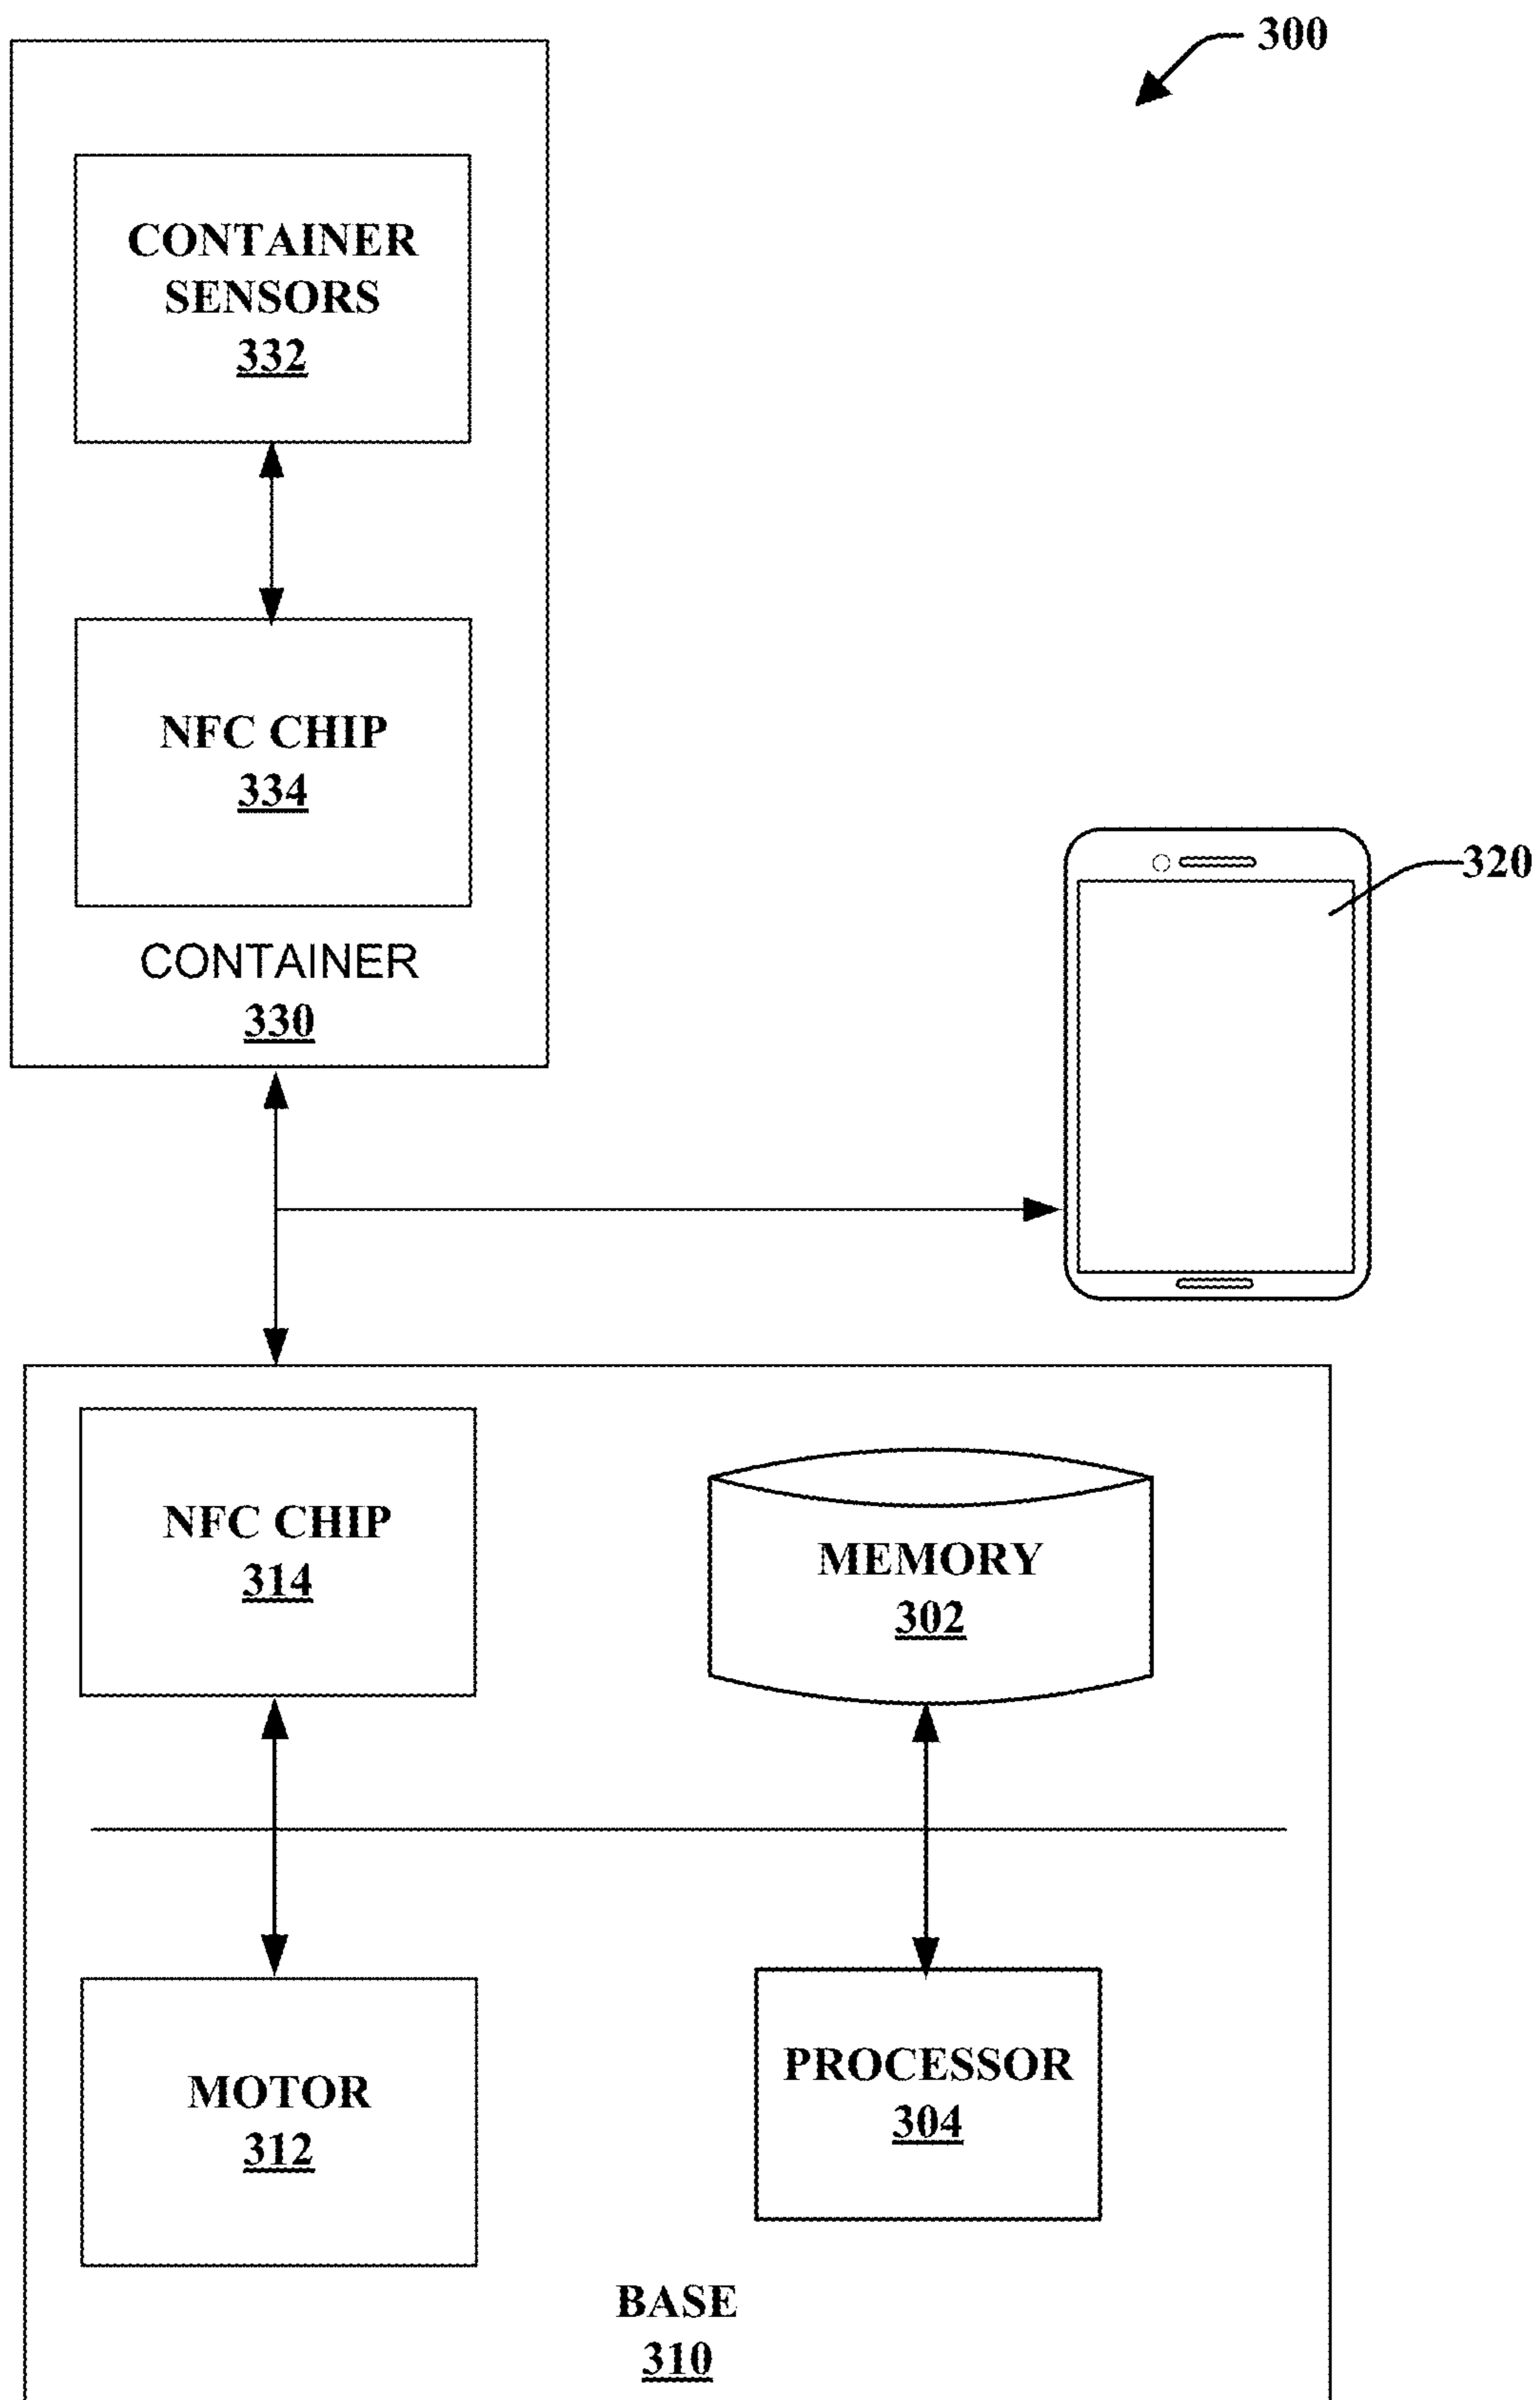 300
CONTAINER
SENSORS
332
NFC CHIP
334
CONTAINER
330
320
NFC CHIP
314
MEMORY
302
MOTOR
312
PROCESSOR
304
BASE
310